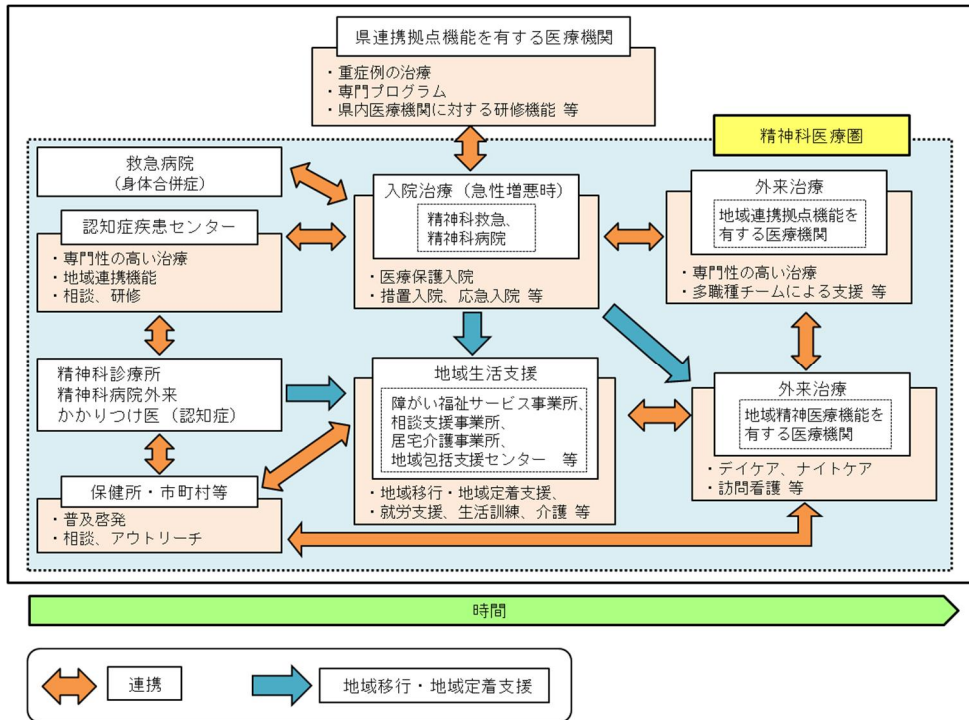 県連携拠点機能を有する医療機関
・重症例の治療
・専門プログラム
・県内医療機関に対する研修機能 等
精神科医療圏
救急病院
(身体合併症)
入院治療(急性増悪時)
精神科救急、
精神科病院
・医療保護入院
・措置入院、応急入院 等
外来治療
地域連携拠点機能を
有する医療機関
・専門性の高い治療
・多職種チームによる支援 等
認知症疾患センター
・専門性の高い治療
・地域連携機能
・相談、研修
精神科診療所
精神科病院外来
かかりつけ医(認知症)
地域生活支援
障がい福祉サービス事業所、
相談支援事業所、
居宅介護事業所、
地域包括支援センター 等
・地域移行・地域定着支援、
・就労支援、生活訓練、介護 等
外来治療
地域精神医療機能を
有する医療機関
・デイケア、ナイトケア
・訪問看護 等
保健所・市町村等
・普及啓発
・相談、アウトリーチ
時間
連携
地域移行・地域定着支援